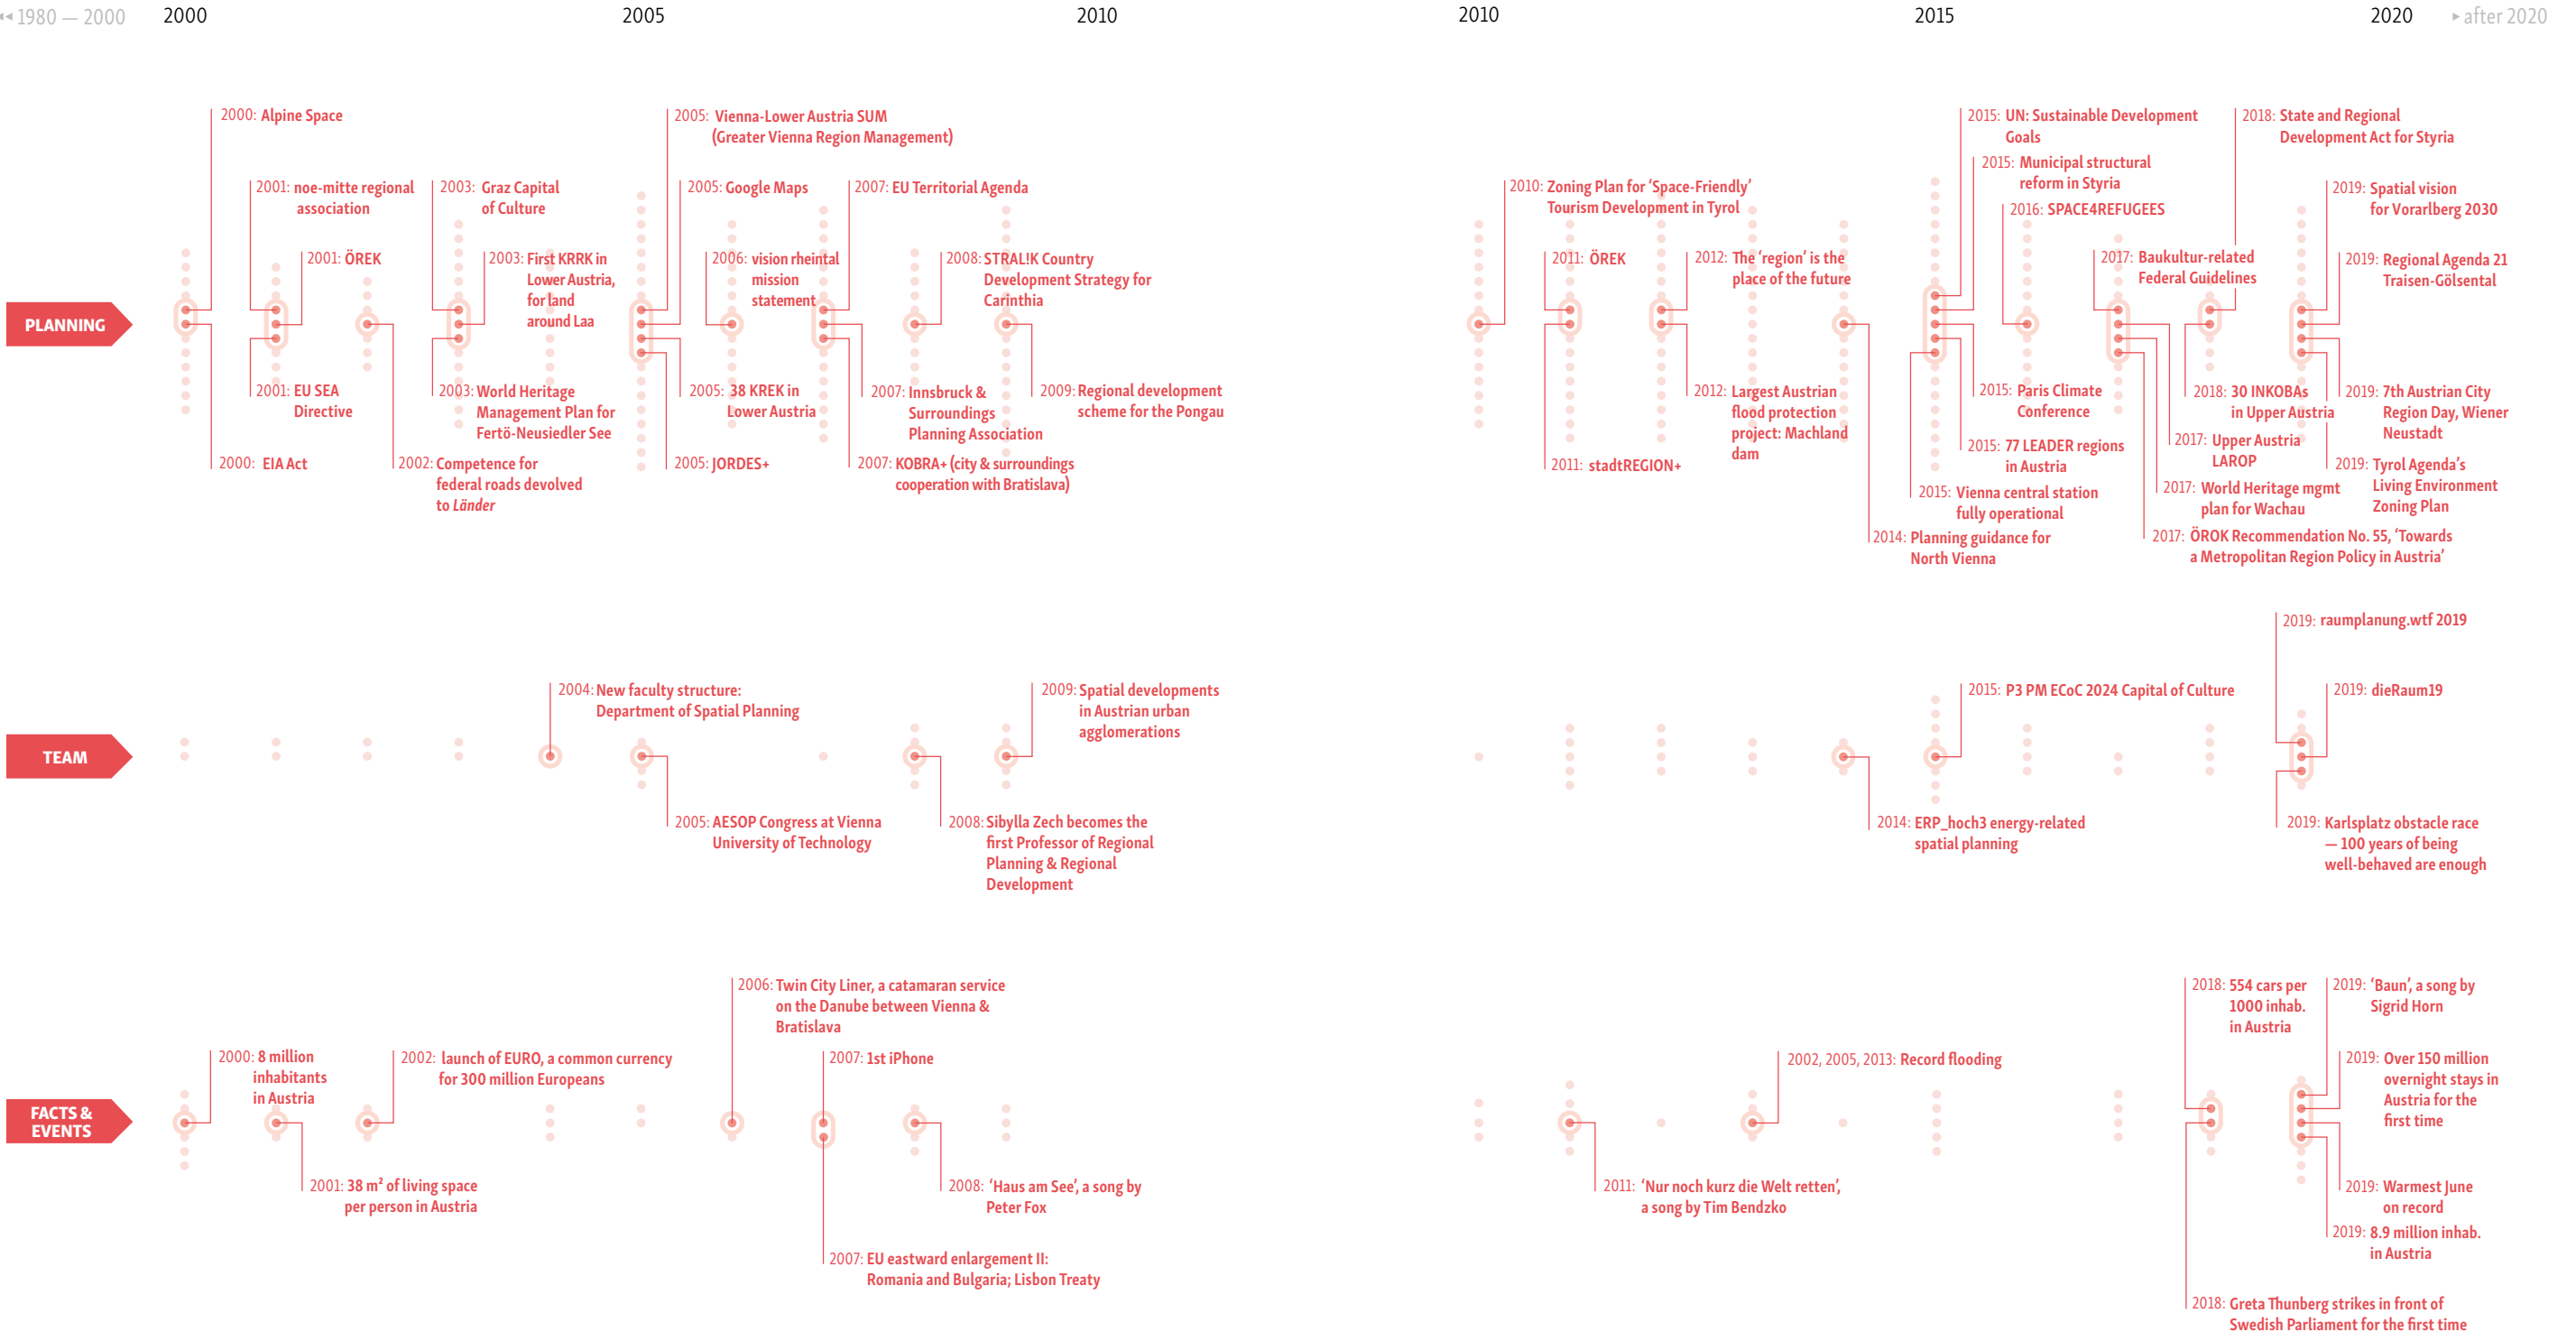 1980 — 2000
2000
2005
2010
2010
2015
2020
after 2020
PLANNING
2000: Alpine Space
2001: noe-mitte regional
association
2001: ÖREK
2001: EU SEA
Directive
2000: EIA Act
2002: Competence for
federal roads devolved
to Länder
2003: Graz Capital
of Culture
2003: First KRRK in
Lower Austria,
for land
around Laa
2003: World Heritage
Management Plan for
Fertö-Neusiedler See
2005: Vienna-Lower Austria SUM
(Greater Vienna Region Management)
2005: Google Maps
2005: 38 KREK in
Lower Austria
2005: JORDES+
2006: vision rheintal
mission
statement
2007: EU Territorial Agenda
2007: Innsbruck &
Surroundings
Planning Association
2007: KOBRA+ (city & surroundings
cooperation with Bratislava)
2008: STRAL!K Country
Development Strategy for
Carinthia
2009: Regional development
scheme for the Pongau
2010: Zoning Plan for ‘Space-Friendly’
Tourism Development in Tyrol
2011: ÖREK
2011: stadtREGION+
2012: The ‘region’ is the
place of the future
2012: Largest Austrian
flood protection
project: Machland
dam
2014: Planning guidance for
North Vienna
2015: UN: Sustainable Development
Goals
2015: Municipal structural
reform in Styria
2015: Paris Climate
Conference
2015: 77 LEADER regions
in Austria
2015: Vienna central station
fully operational
2016: SPACE4REFUGEES
2017: Baukultur-related
Federal Guidelines
2017: Upper Austria
LAROP
2017: World Heritage mgmt
plan for Wachau
2017: ÖROK Recommendation No. 55, ‘Towards
a Metropolitan Region Policy in Austria’
2018: State and Regional
Development Act for Styria
2018: 30 INKOBAs
in Upper Austria
2019: Spatial vision
for Vorarlberg 2030
2019: Regional Agenda 21
Traisen-Gölsental
2019: 7th Austrian City
Region Day, Wiener
Neustadt
2019: Tyrol Agenda’s
Living Environment
Zoning Plan
TEAM
2004: New faculty structure:
Department of Spatial Planning
2005: AESOP Congress at Vienna
University of Technology
2008: Sibylla Zech becomes the
first Professor of Regional
Planning & Regional
Development
2009: Spatial developments
in Austrian urban
agglomerations
2014: ERP_hoch3 energy-related
spatial planning
2015: P3 PM ECoC 2024 Capital of Culture
2019: raumplanung.wtf 2019
2019: dieRaum19
2019: Karlsplatz obstacle race
— 100 years of being
well-behaved are enough
FACTS &
EVENTS
2000: 8 million
inhabitants
in Austria
2001: 38 m² of living space
per person in Austria
2002: launch of EURO, a common currency
for 300 million Europeans
2006: Twin City Liner, a catamaran service
on the Danube between Vienna &
Bratislava
2007: 1st iPhone
2007: EU eastward enlargement II:
Romania and Bulgaria; Lisbon Treaty
2008: ‘Haus am See’, a song by
Peter Fox
2011: ‘Nur noch kurz die Welt retten’,
a song by Tim Bendzko
2002, 2005, 2013: Record flooding
2018: 554 cars per
1000 inhab.
in Austria
2018: Greta Thunberg strikes in front of
Swedish Parliament for the first time
2019: ‘Baun’, a song by
Sigrid Horn
2019: Over 150 million
overnight stays in
Austria for the
first time
2019: Warmest June
on record
2019: 8.9 million inhab.
in Austria